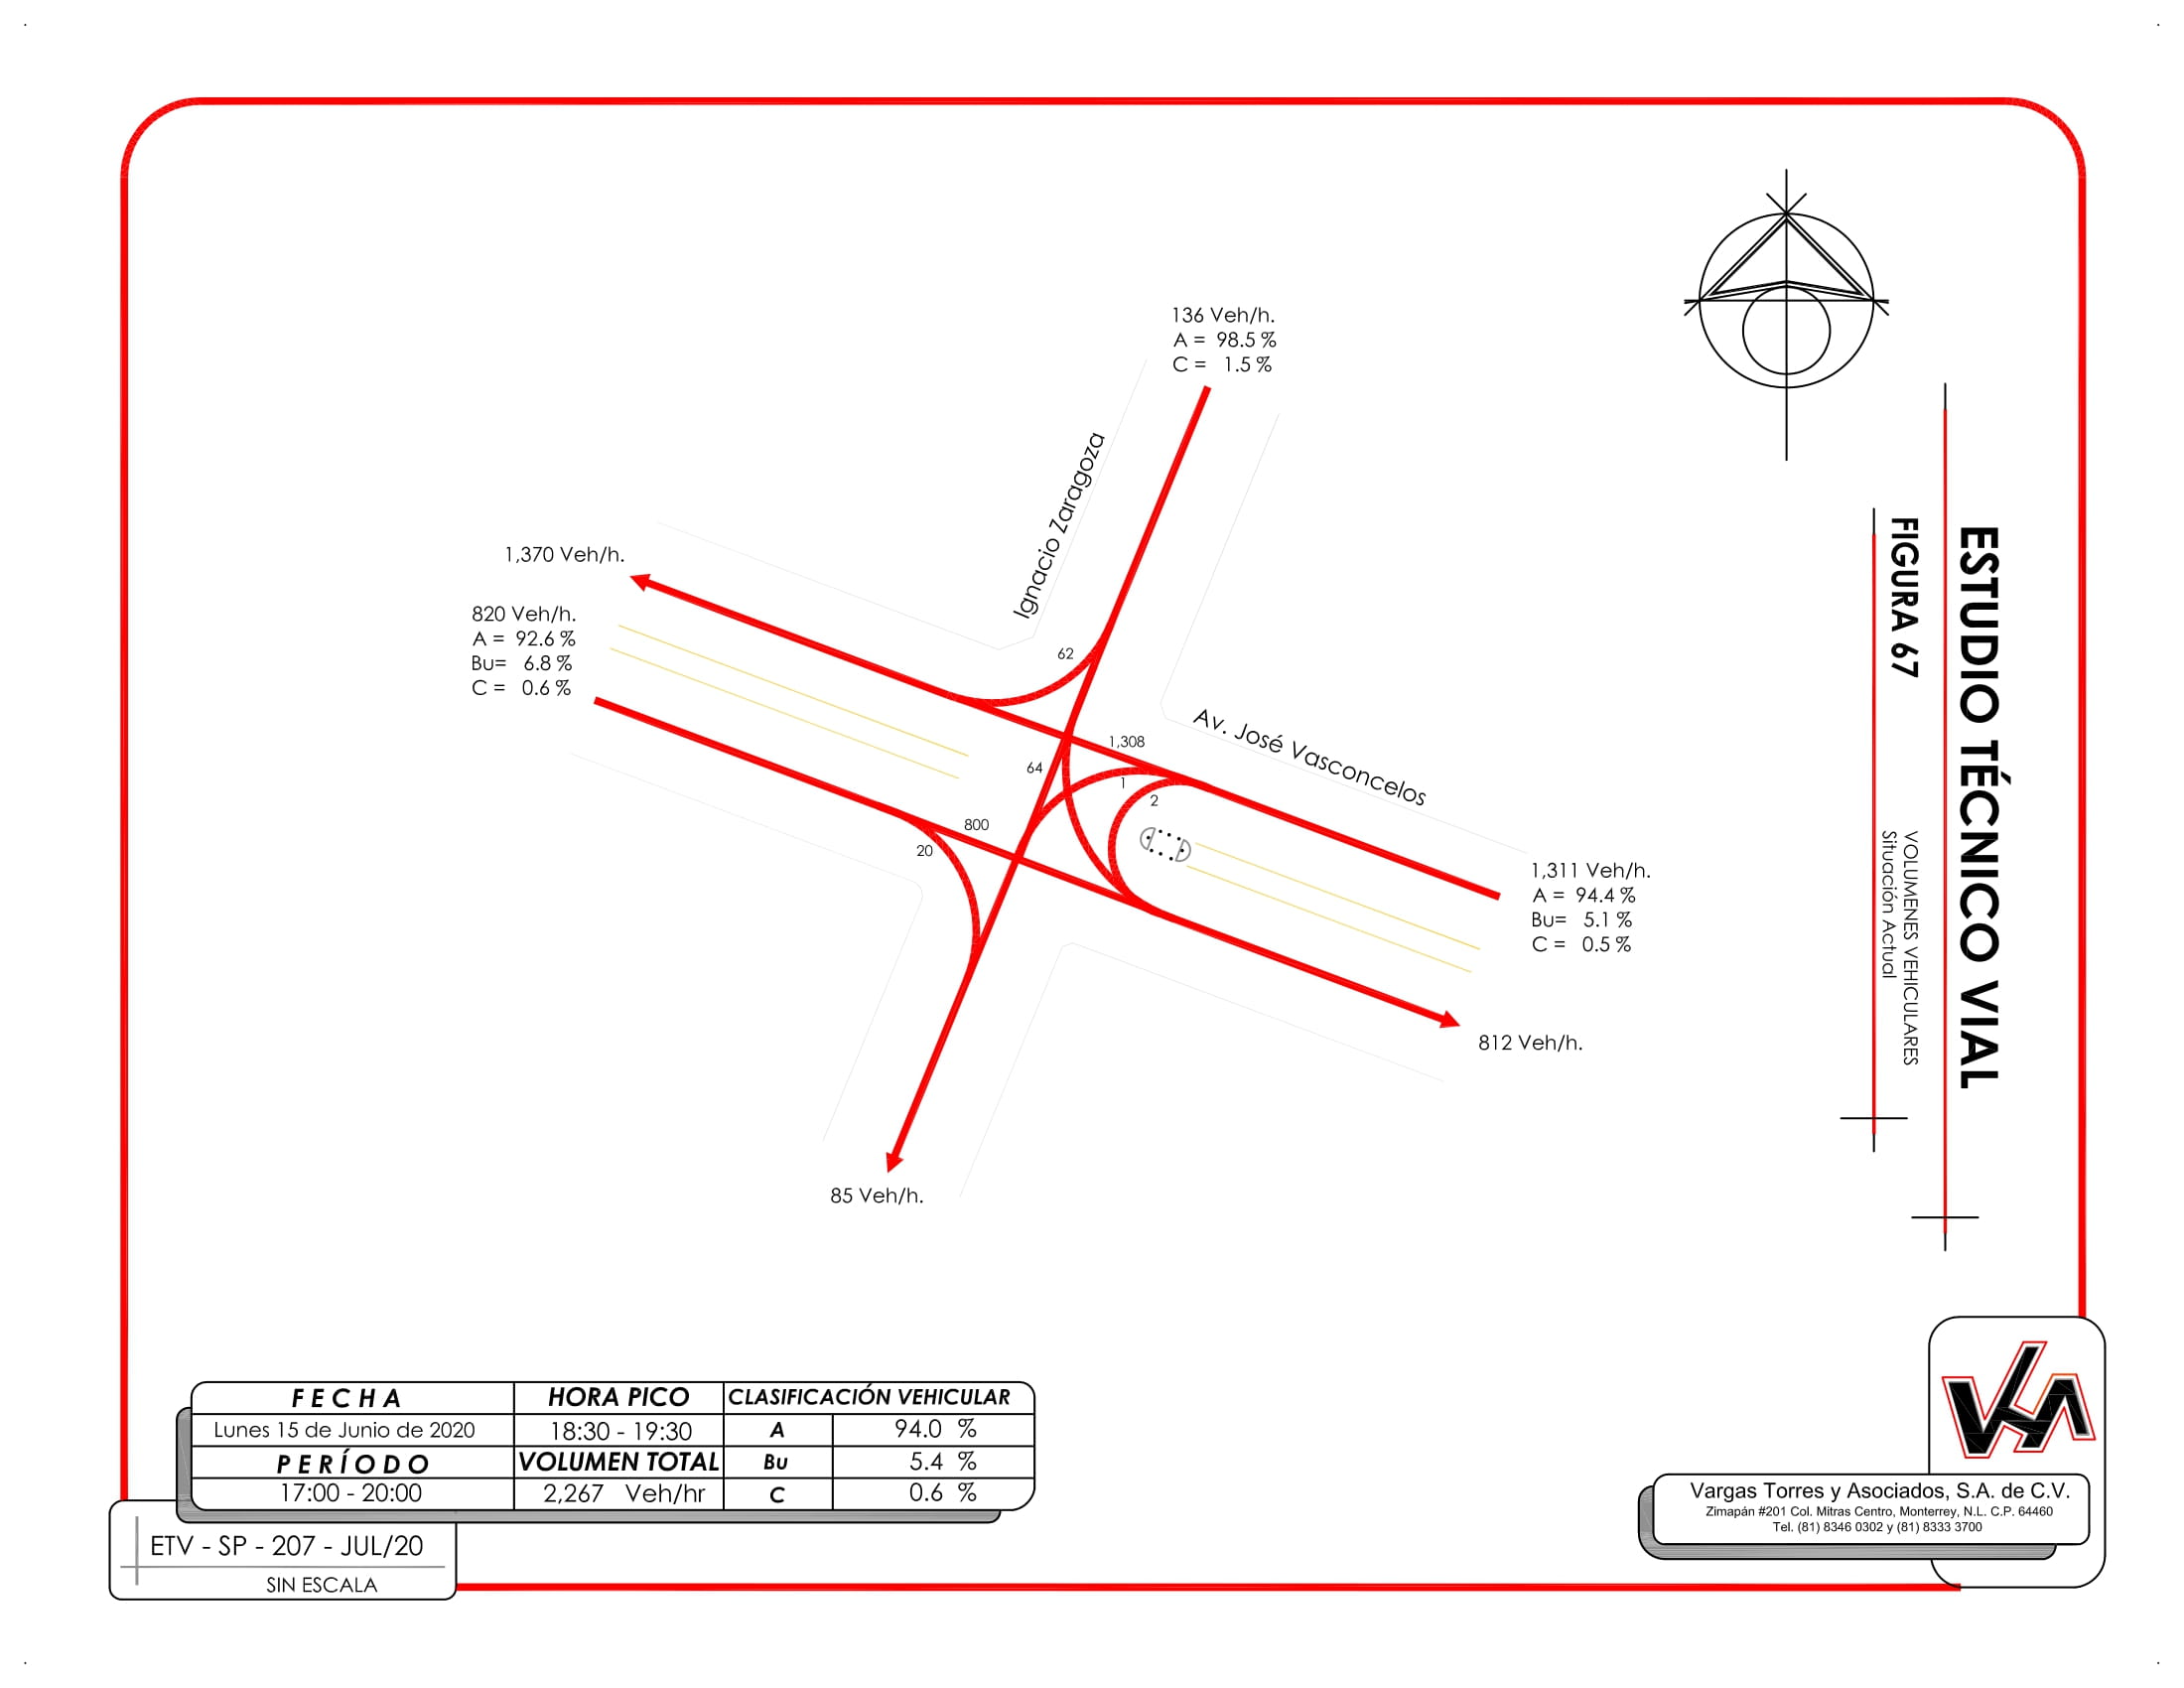 136 Veh/h.
A = 98.5 %
C = 1.5 %
Ignacio Zaragoza
1,370 Veh/h.
820 Veh/h.
A = 92.6 %
Bu= 6.8 %
C = 0.6 %
62
1,308
64
1
2
800
20
Av. José Vasconcelos
1,311 Veh/h.
A = 94.4 %
Bu= 5.1 %
C = 0.5 %
812 Veh/h.
85 Veh/h.
ESTUDIO TÉCNICO VIAL
FIGURA 67
VOLUMENES VEHICULARES
Situación Actual
FECHA HORA PICO CLASIFICACIÓN VEHICULAR
Lunes 15 de Junio de 2020 18:30 - 19:30 A 94.0 %
PERÍODO VOLUMEN TOTAL Bu 5.4 %
17:00 - 20:00 2,267 Veh/hr C 0.6 %
ETV - SP - 207 - JUL/20
SIN ESCALA
VTA
Vargas Torres y Asociados, S.A. de C.V.
Zimapán #201 Col. Mitras Centro, Monterrey, N.L. C.P. 64460
Tel. (81) 8346 0302 y (81) 8333 3700